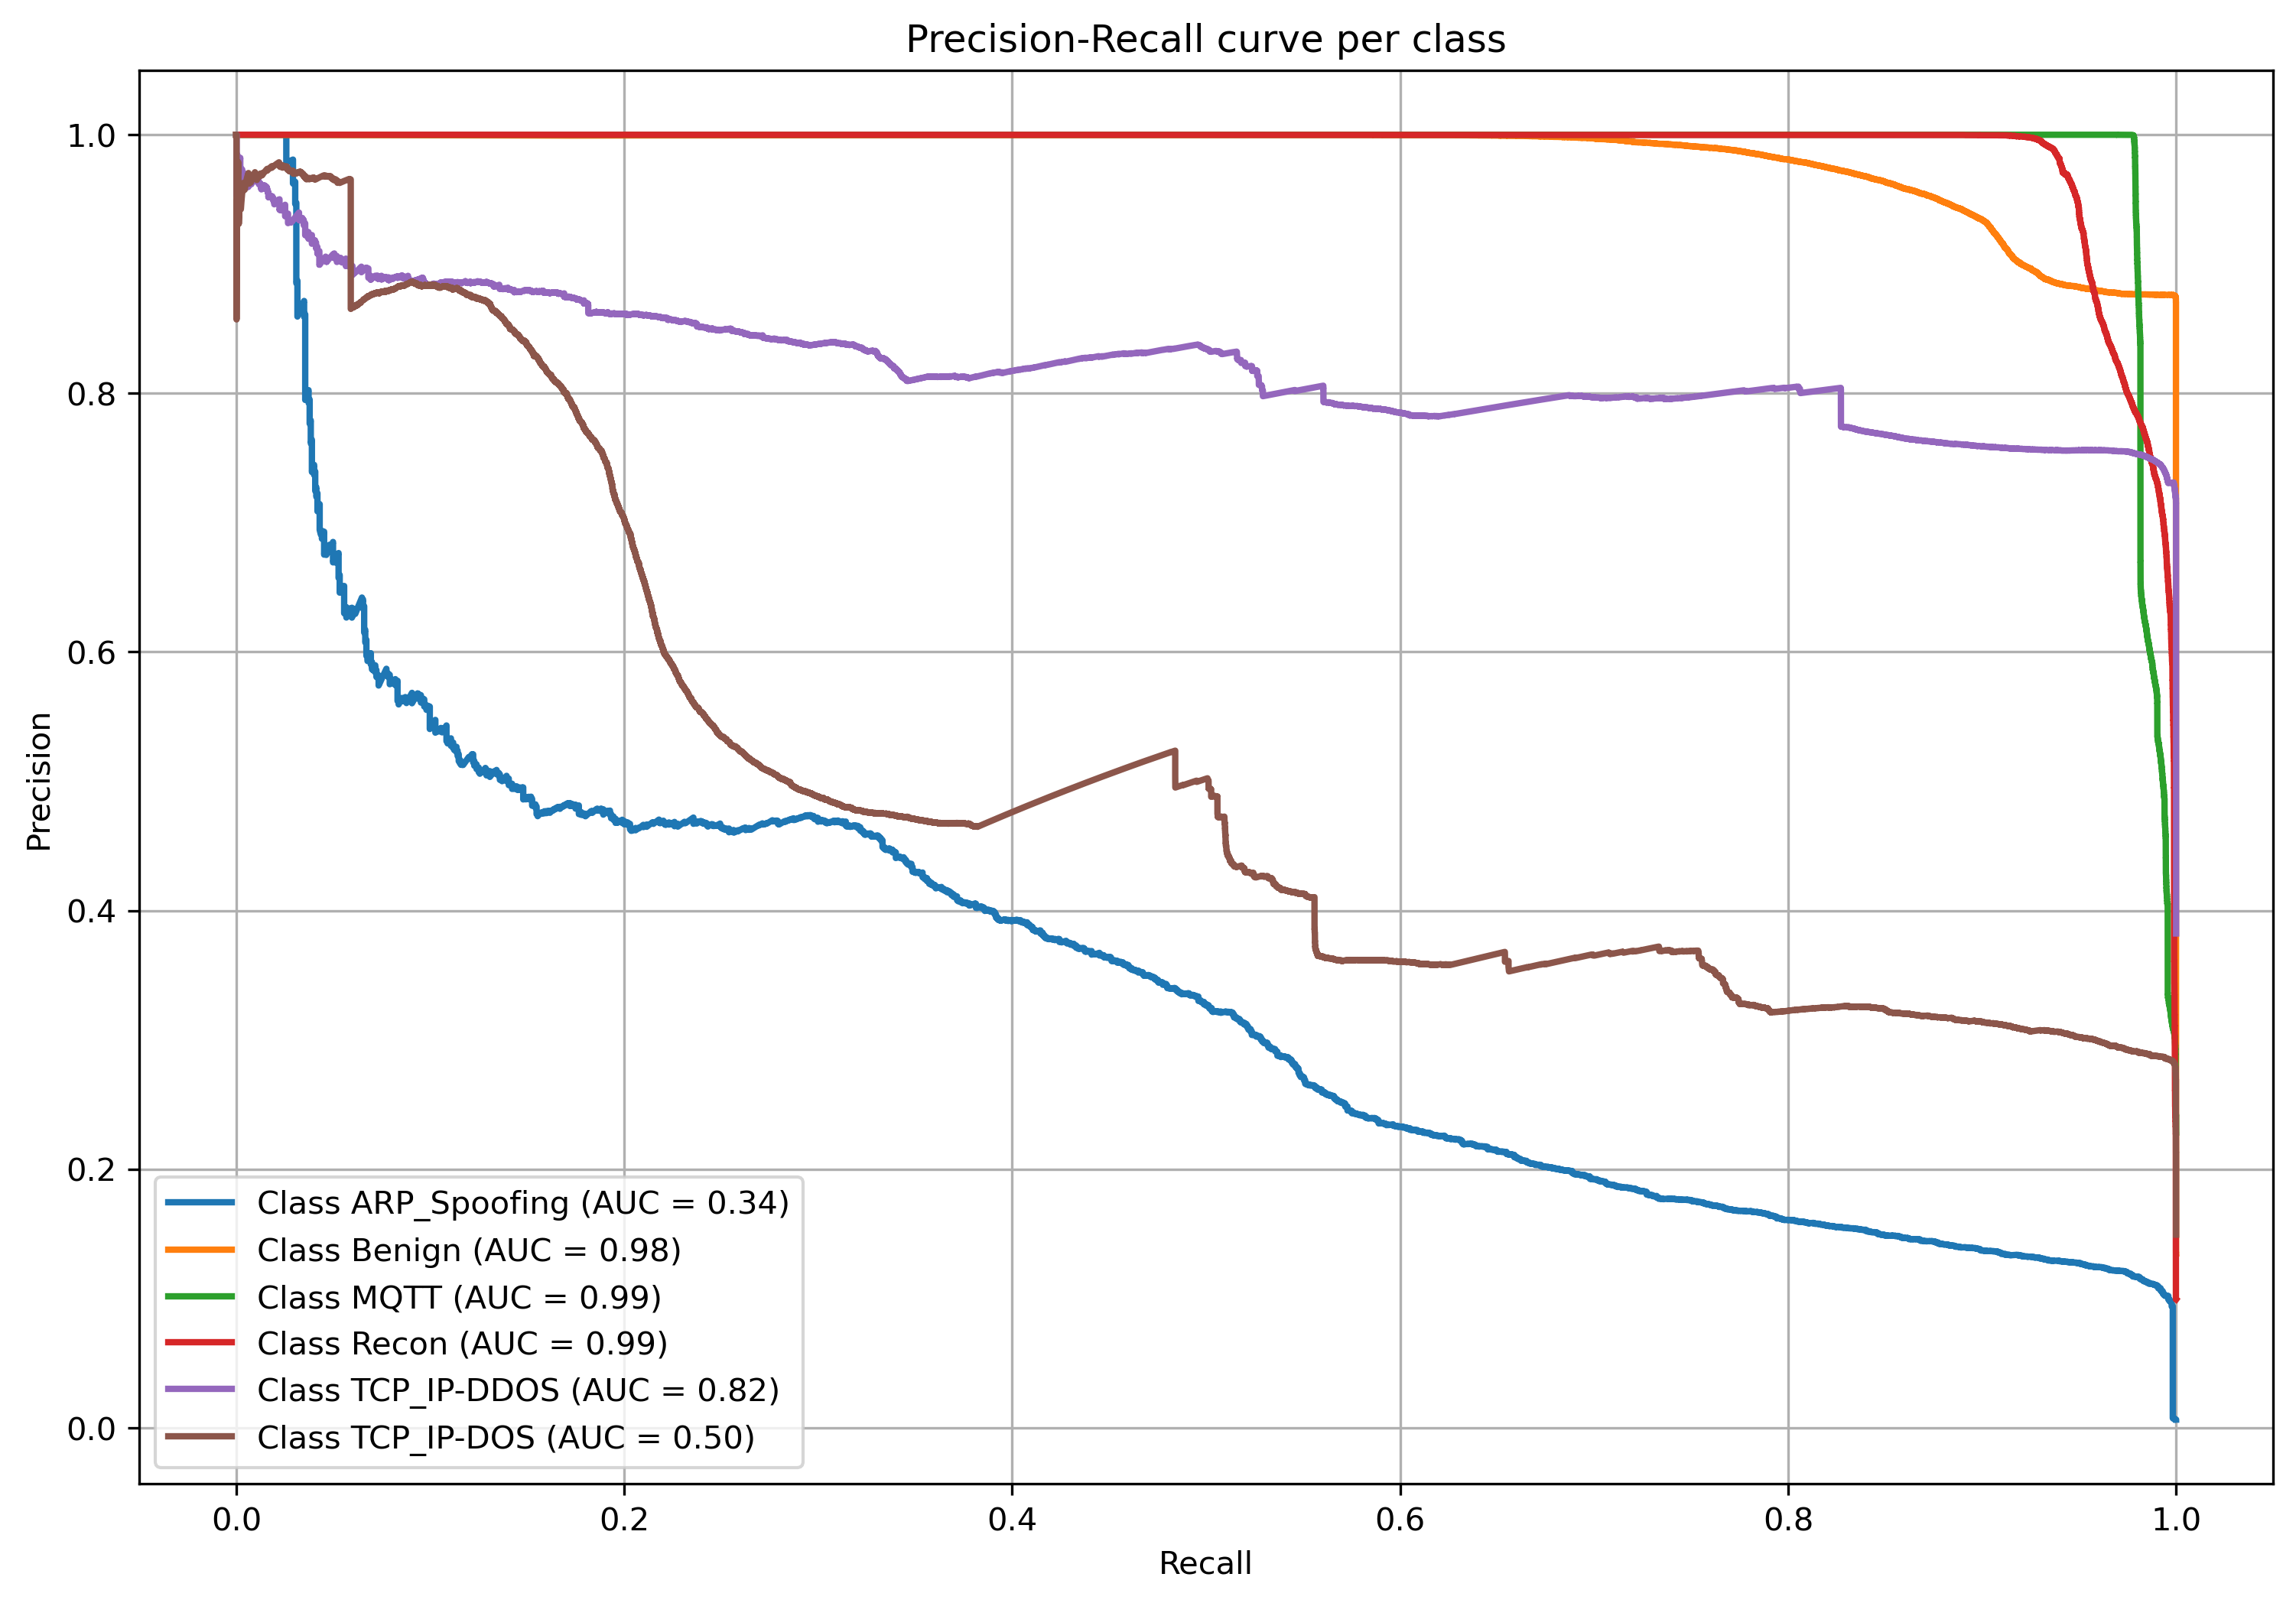 Precision-Recall curve per class
1.0
0.8
0.6
0.4
0.2
0.0
Precision
Class ARP_Spoofing (AUC = 0.34)
Class Benign (AUC = 0.98)
Class MQTT (AUC = 0.99)
Class Recon (AUC = 0.99)
Class TCP_IP-DDOS (AUC = 0.82)
Class TCP_IP-DOS (AUC = 0.50)
0.0 0.2 0.4 0.6 0.8 1.0
Recall